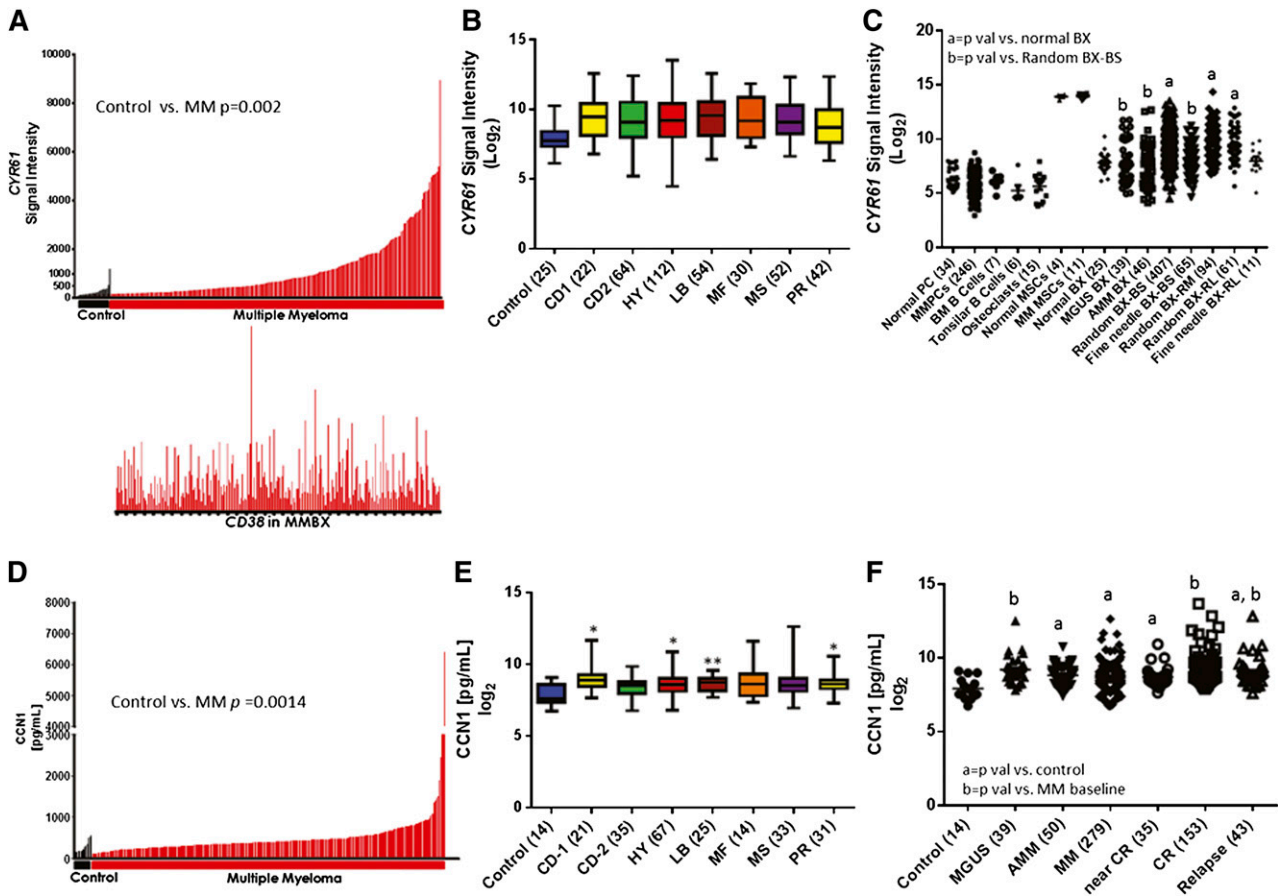 A
10000
8000
6000
4000
3000
2000
1000
500
0
CYR61
Signal Intensity
Control vs. MM p=0.002
Control
Multiple Myeloma
CD38 in MMBX
B
15
10
5
0
CYR61 Signal Intensity
(Log2)
Control (25)
CD1 (22)
CD2 (64)
HY (112)
LB (54)
MF (30)
MS (52)
PR (42)
C
20
15
10
5
0
CYR61 Signal Intensity
(Log2)
a=p val vs. normal BX
b=p val vs. Random BX-BS
b
b
a
b
a
a
Normal PC (34)
MMPCs (246)
BM B Cells (7)
Tonsilar B Cells (6)
Osteoclasts (15)
Normal MSCs (4)
MM MSCs (11)
Normal BX (25)
MGUS BX (39)
AMM BX (46)
Random BX-BS (407)
Fine needle BX-BS (65)
Random BX-RM (94)
Random BX-RL (61)
Fine needle BX-RL (11)
D
8000
7000
6000
5000
4000
3000
2000
1000
0
CCN1
[pg/mL]
Control vs. MM p =0.0014
Control
Multiple Myeloma
E
15
10
5
0
CCN1 [pg/mL]
log2
*
*
**
*
Control (14)
CD-1 (21)
CD-2 (35)
HY (67)
LB (25)
MF (14)
MS (33)
PR (31)
F
15
10
5
0
CCN1 [pg/mL]
log2
b
a
a
a
b
a, b
a=p val vs. control
b=p val vs. MM baseline
Control (14)
MGUS (39)
AMM (50)
MM (279)
near CR (35)
CR (153)
Relapse (43)